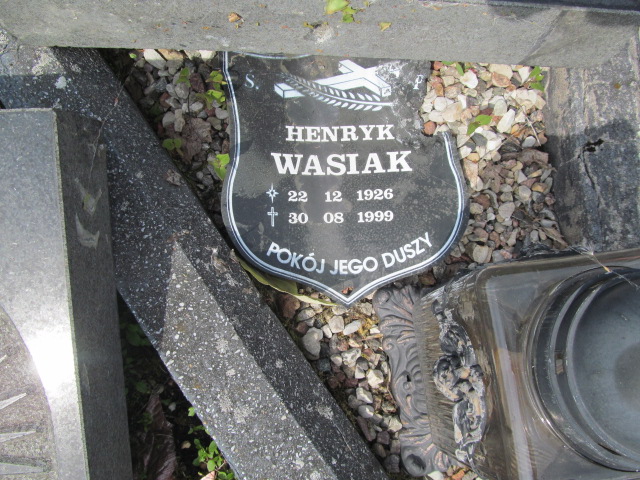 Ś. P.
HENRYK
WASIAK
22 12 1926
30 08 1999
POKÓJ JEGO DUSZY